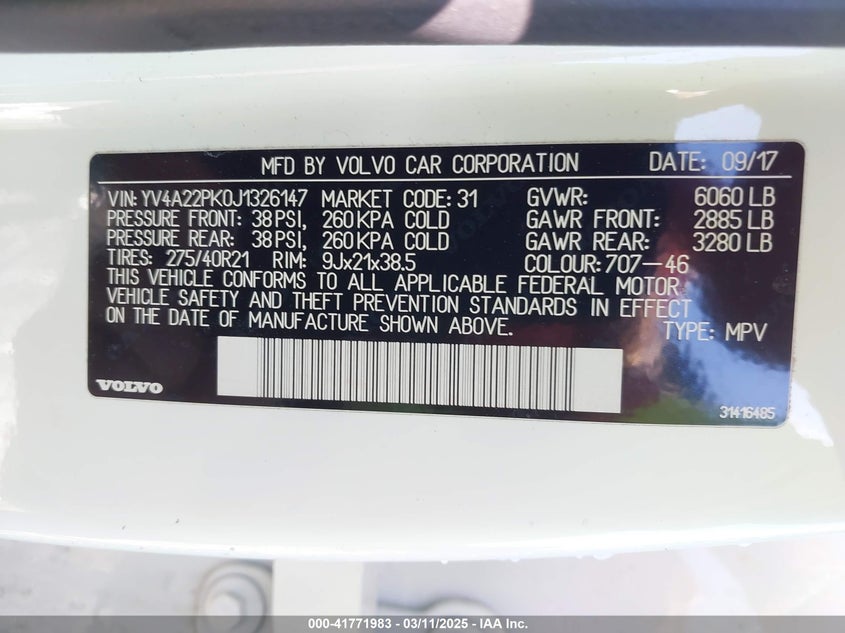 MFD BY VOLVO CAR CORPORATION DATE: 09/17
VIN: YV4A22PK0J1326147 MARKET CODE: 31 GVWR: 6060 LB
PRESSURE FRONT: 38 PSI, 260 KPA COLD GAWR FRONT: 2885 LB
PRESSURE REAR: 38 PSI, 260 KPA COLD GAWR REAR: 3280 LB
TIRES: 275/40R21 RIM: 9Jx21x38.5 COLOUR: 707-46
THIS VEHICLE CONFORMS TO ALL APPLICABLE FEDERAL MOTOR
VEHICLE SAFETY AND THEFT PREVENTION STANDARDS IN EFFECT
ON THE DATE OF MANUFACTURE SHOWN ABOVE. TYPE: MPV
VOLVO
31416485
000-41771983 - 03/11/2025 - IAA Inc.